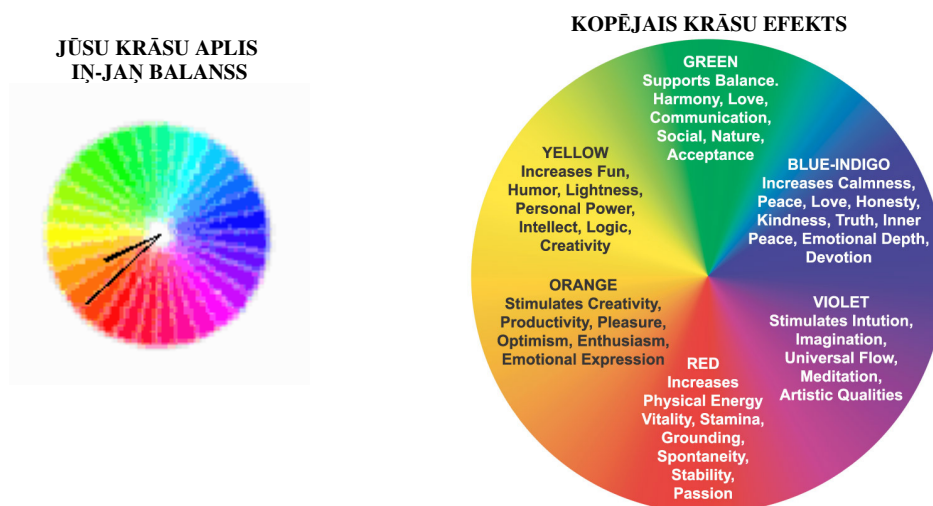 JŪSU KRĀSU APLIS
IŅ-JAŅ BALANSS
KOPĒJAIS KRĀSU EFEKTS
GREEN
Supports Balance.
Harmony, Love,
Communication,
Social, Nature,
Acceptance
YELLOW
Increases Fun,
Humor, Lightness,
Personal Power,
Intellect, Logic,
Creativity
BLUE-INDIGO
Increases Calmness,
Peace, Love, Honesty,
Kindness, Truth, Inner
Peace, Emotional Depth,
Devotion
ORANGE
Stimulates Creativity,
Productivity, Pleasure,
Optimism, Enthusiasm,
Emotional Expression
VIOLET
Stimulates Intution,
Imagination,
Universal Flow,
Meditation,
Artistic Qualities
RED
Increases
Physical Energy
Vitality, Stamina,
Grounding,
Spontaneity,
Stability,
Passion